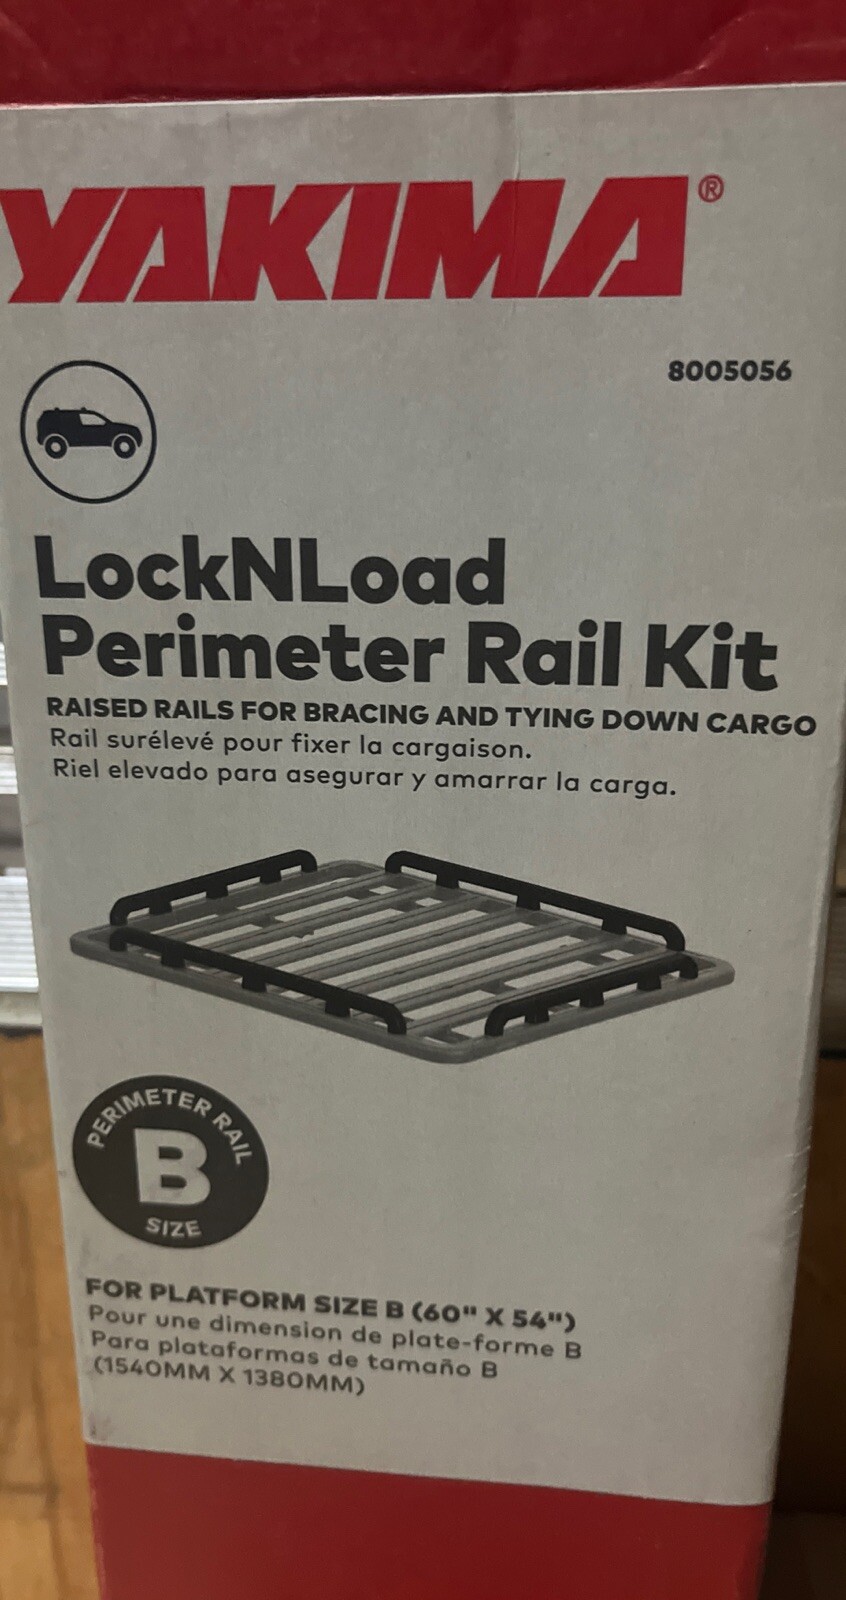 YAKIMA®
8005056
LockNLoad
Perimeter Rail Kit
RAISED RAILS FOR BRACING AND TYING DOWN CARGO
Rail surélevé pour fixer la cargaison.
Riel elevado para asegurar y amarrar la carga.
PERIMETER RAIL
B
SIZE
FOR PLATFORM SIZE B (60" X 54")
Pour une dimension de plate-forme B
Para plataformas de tamaño B
(1540MM X 1380MM)